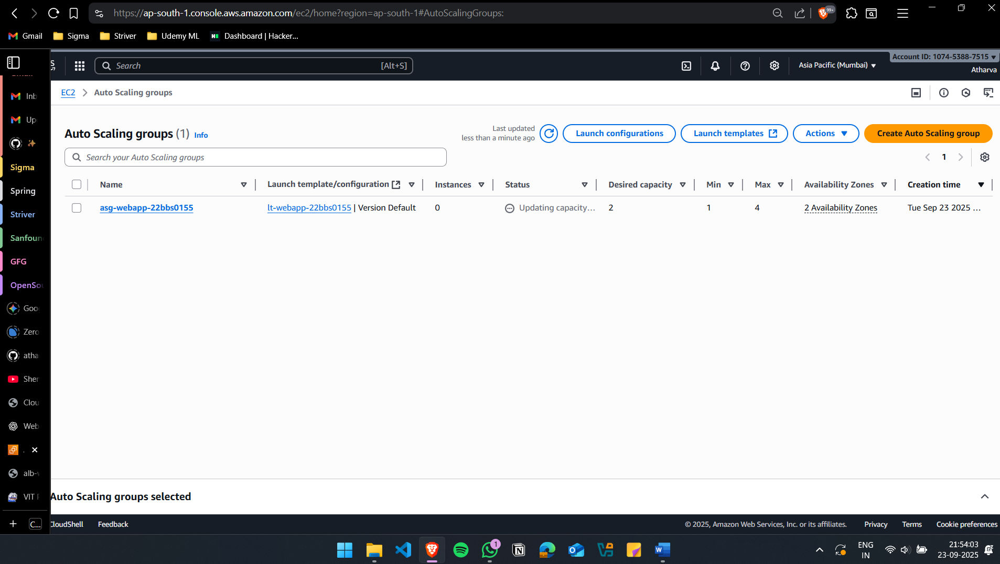 https://ap-south-1.console.aws.amazon.com/ec2/home?region=ap-south-1#AutoScalingGroups:
99+
Gmail
Sigma
Striver
Udemy ML
Dashboard | Hacker...
Search
[Alt+S]
Asia Pacific (Mumbai)
Account ID: 1074-5388-7515
Atharva
Inb
Up
Sigma
Spring
Striver
Sanfoun
GFG
OpenSou
Goo
Zero
atha
Sher
Clou
Web
alb-
VIT
C...
EC2
Auto Scaling groups
Auto Scaling groups (1) Info
Last updated
less than a minute ago
Launch configurations
Launch templates
Actions
Create Auto Scaling group
Search your Auto Scaling groups
1
Name
Launch template/configuration
Instances
Status
Desired capacity
Min
Max
Availability Zones
Creation time
asg-webapp-22bbs0155
lt-webapp-22bbs0155 | Version Default
0
Updating capacity...
2
1
4
2 Availability Zones
Tue Sep 23 2025 ...
Auto Scaling groups selected
CloudShell
Feedback
© 2025, Amazon Web Services, Inc. or its affiliates.
Privacy
Terms
Cookie preferences
1
ENG
IN
21:54:03
23-09-2025